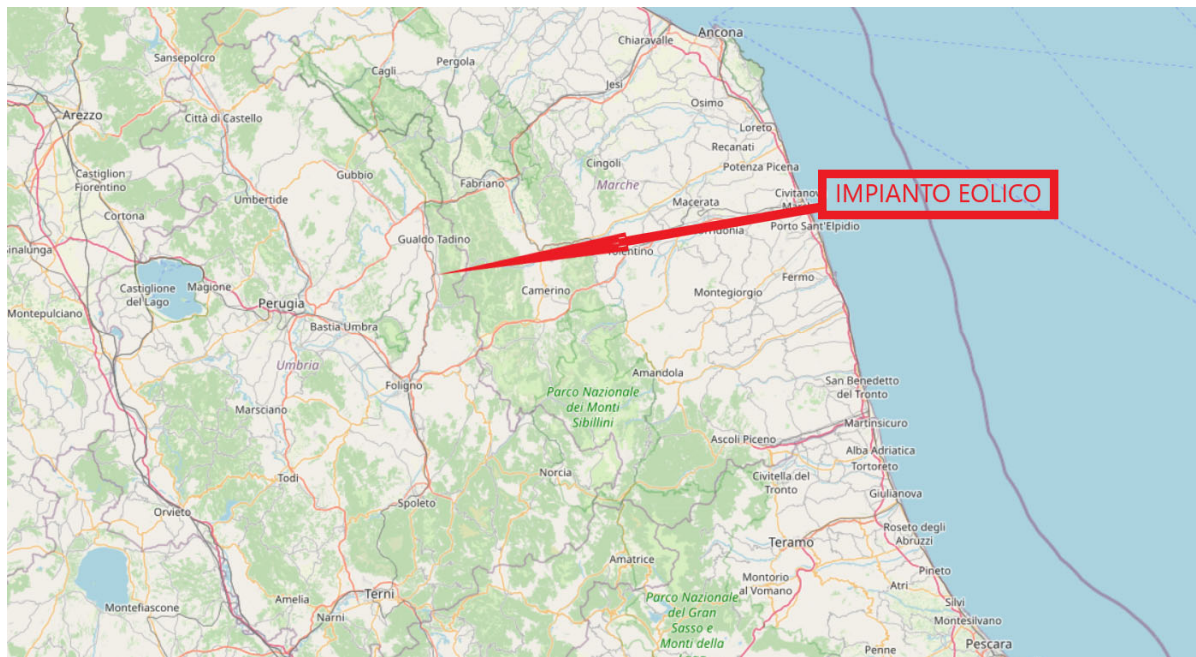 Ancona
Chiaravalle
Sansepolcro
Pergola
Cagli
Jesi
Osimo
Arezzo
Città di Castello
Loreto
Recanati
Cingoli
Potenza Picena
Castiglion
Fiorentino
Gubbio
Fabriano
Marche
IMPIANTO EOLICO
Umbertide
Macerata
Cortona
Porto Sant'Elpidio
Gualdo Tadino
Fermo
Castiglione
del Lago
Magione
Camerino
Montegiorgio
Perugia
Montepulciano
Bastia Umbra
Umbria
Amandola
Foligno
San Benedetto
del Tronto
Parco Nazionale
dei Monti
Sibillini
Marsciano
Martinsicuro
Ascoli Piceno
Alba Adriatica
Tortoreto
Norcia
Civitella del
Tronto
Todi
Giulianova
Spoleto
Orvieto
Roseto degli
Abruzzi
Teramo
Amatrice
Pineto
Montorio
al Vomano
Atri
Terni
Amelia
Parco Nazionale
del Gran
Sasso e
Monti della
Silvi
Montefiascone
Narni
Montesilvano
Pescara
Penne